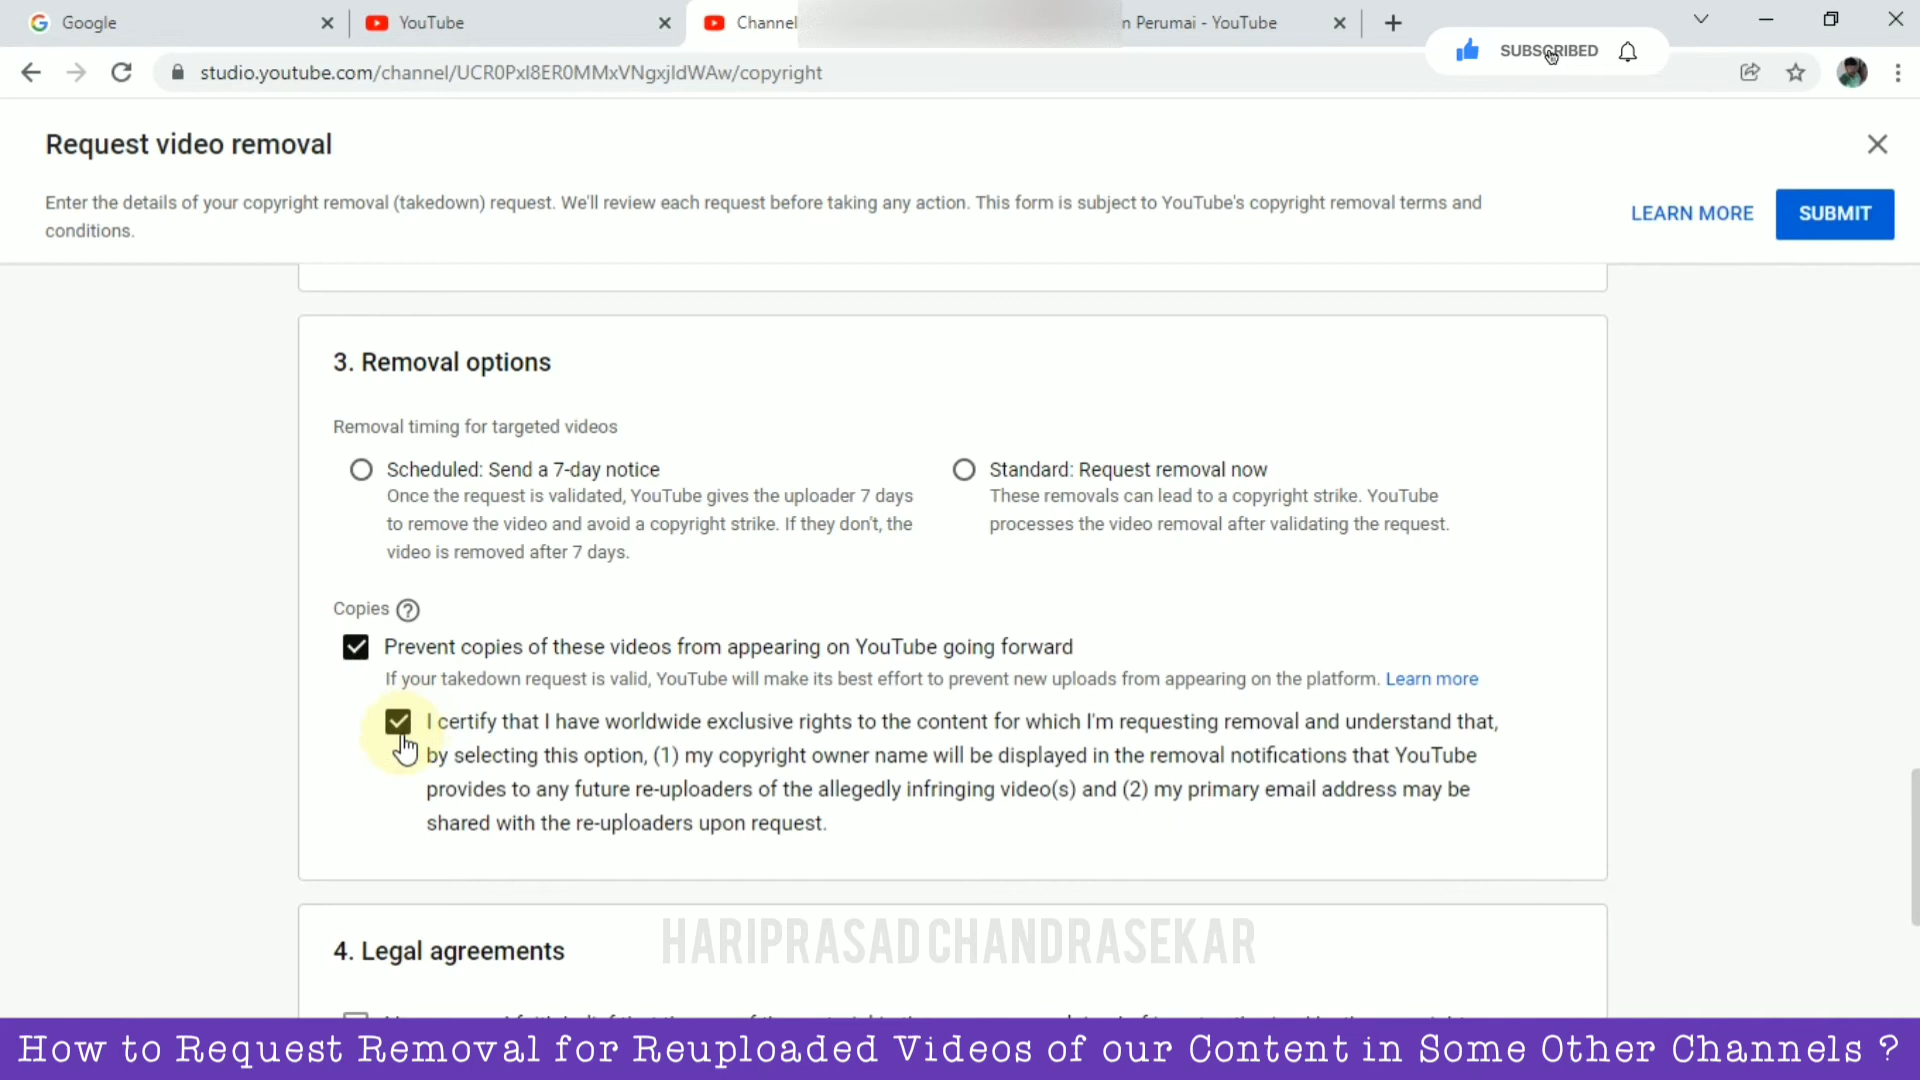 Google
YouTube
Channel
n Perumai - YouTube
SUBSCRIBED
studio.youtube.com/channel/UCR0PxI8ER0MMxVNgxjldWAw/copyright
Request video removal
Enter the details of your copyright removal (takedown) request. We'll review each request before taking any action. This form is subject to YouTube's copyright removal terms and
conditions.
LEARN MORE
SUBMIT
3. Removal options
Removal timing for targeted videos
Scheduled: Send a 7-day notice
Once the request is validated, YouTube gives the uploader 7 days
to remove the video and avoid a copyright strike. If they don't, the
video is removed after 7 days.
Standard: Request removal now
These removals can lead to a copyright strike. YouTube
processes the video removal after validating the request.
Copies
Prevent copies of these videos from appearing on YouTube going forward
If your takedown request is valid, YouTube will make its best effort to prevent new uploads from appearing on the platform. Learn more
I certify that I have worldwide exclusive rights to the content for which I'm requesting removal and understand that,
by selecting this option, (1) my copyright owner name will be displayed in the removal notifications that YouTube
provides to any future re-uploaders of the allegedly infringing video(s) and (2) my primary email address may be
shared with the re-uploaders upon request.
4. Legal agreements
HARIPRASAD CHANDRASEKAR
How to Request Removal for Reuploaded Videos of our Content in Some Other Channels ?